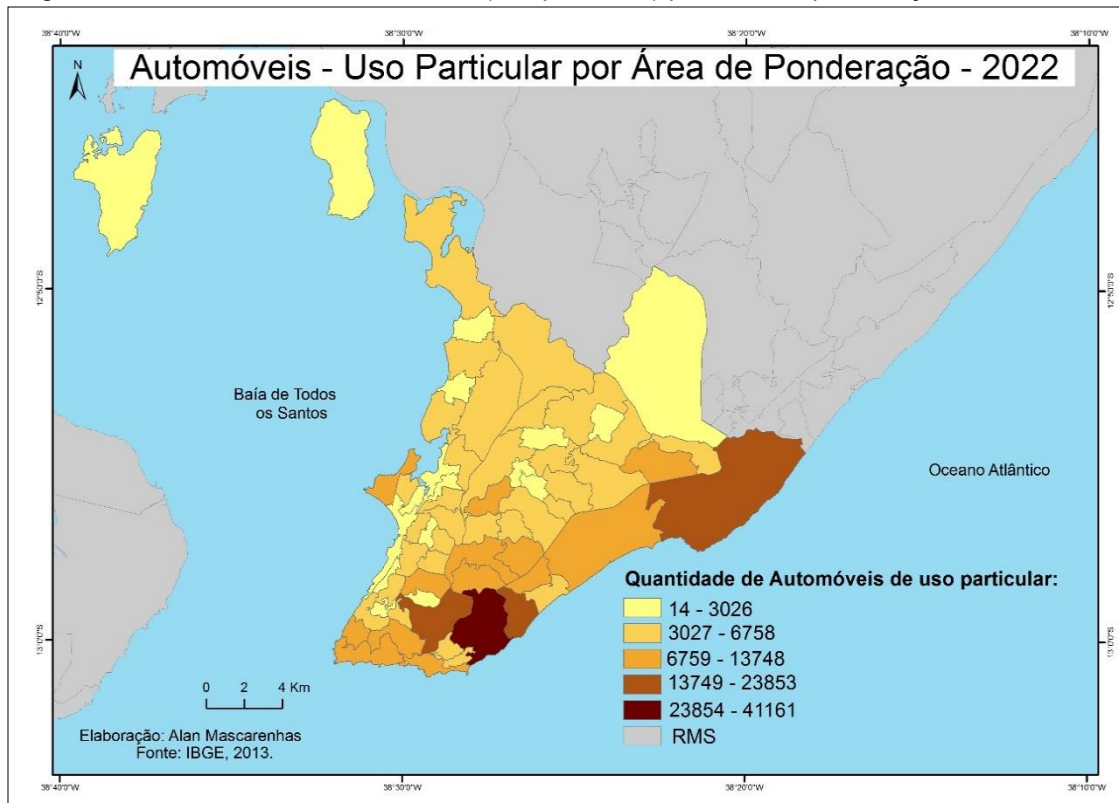 38°40'0"W 38°30'0"W 38°20'0"W 38°10'0"W
N
Automóveis - Uso Particular por Área de Ponderação - 2022
12°50'0"S 12°50'0"S
Baía de Todos
os Santos
Oceano Atlântico
Quantidade de Automóveis de uso particular:
14 - 3026
3027 - 6758
6759 - 13748
13749 - 23853
23854 - 41161
RMS
13°0'0"S 13°0'0"S
0 2 4 Km
Elaboração: Alan Mascarenhas
Fonte: IBGE, 2013.
38°40'0"W 38°30'0"W 38°20'0"W 38°10'0"W